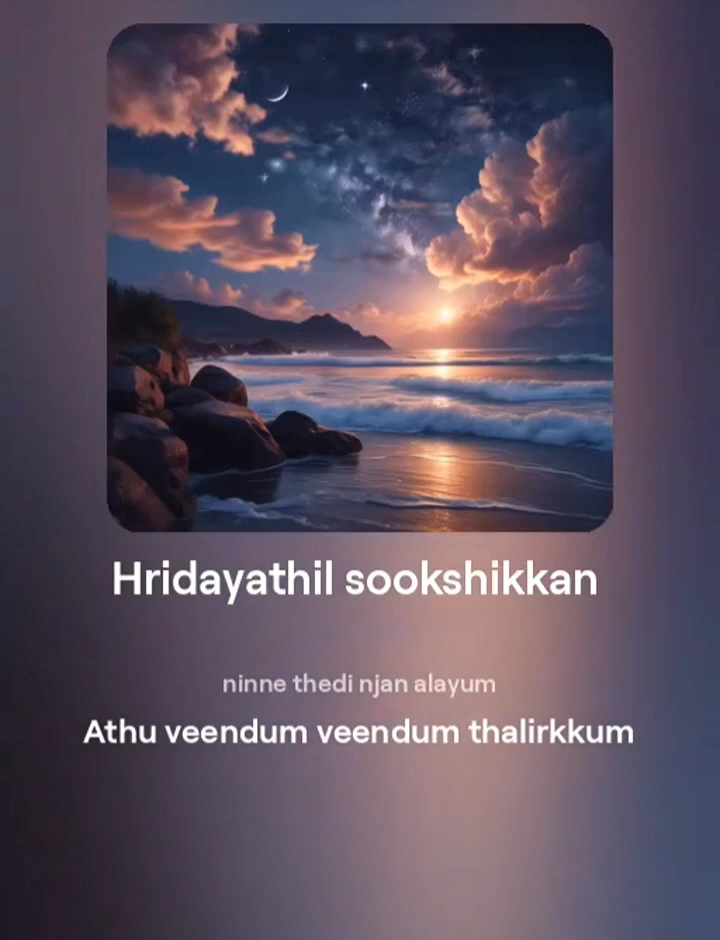 Hridayathil sookshikkan
ninne thedi njan alayum
Athu veendum veendum thalirkkum